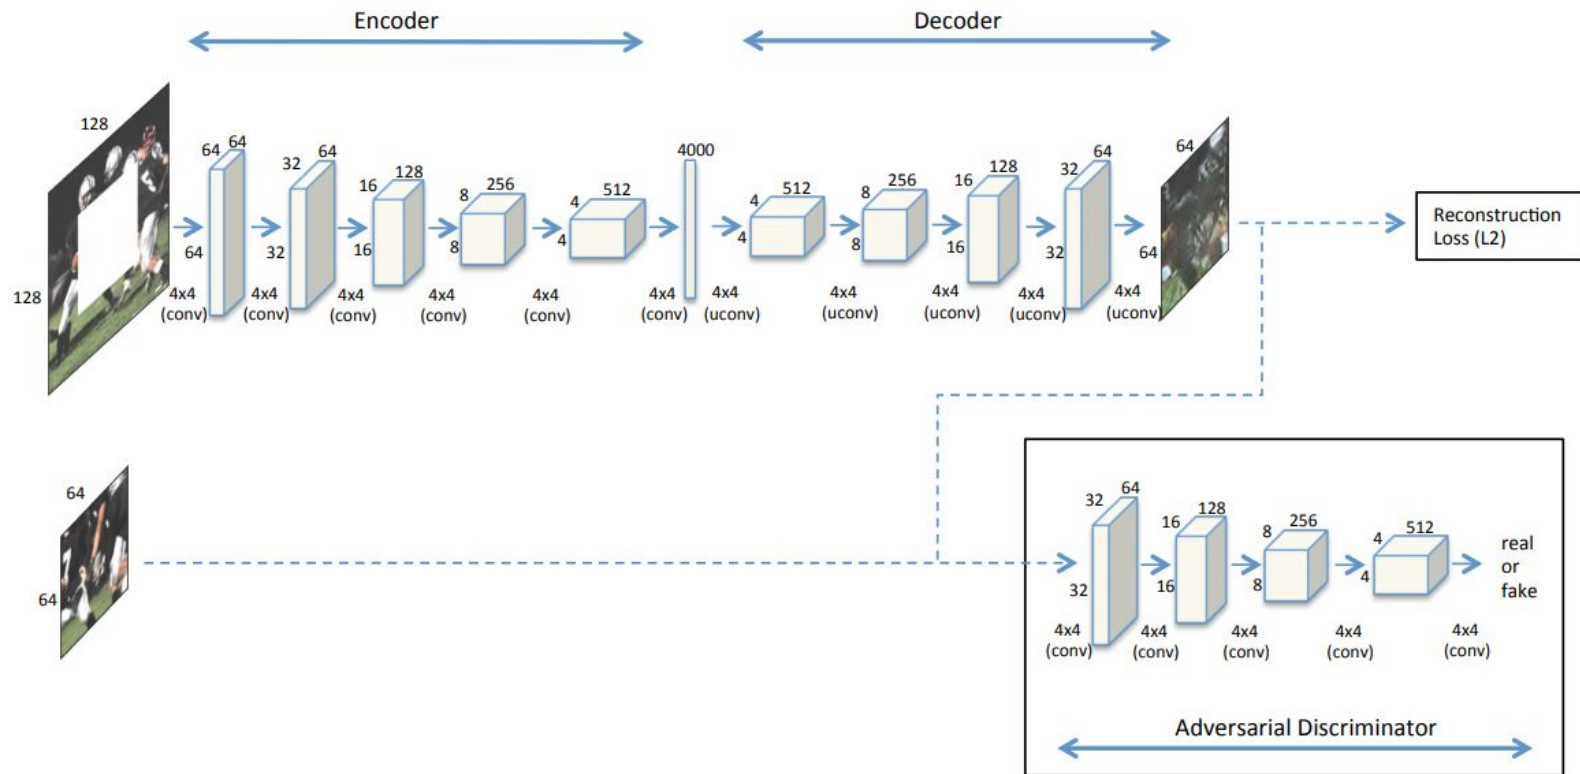 Encoder
Decoder
128
128
64 64
64
32 64
32
16 128
16
8 256
8
4 512
4
4000
4 512
4
8 256
8
16 128
16
32 64
32
64
64
4x4 (conv)
4x4 (conv)
4x4 (conv)
4x4 (conv)
4x4 (conv)
4x4 (conv)
4x4 (uconv)
4x4 (uconv)
4x4 (uconv)
4x4 (uconv)
4x4 (uconv)
Reconstruction
Loss (L2)
64
64
32 64
32
16 128
16
8 256
8
4 512
4
real
or
fake
4x4 (conv)
4x4 (conv)
4x4 (conv)
4x4 (conv)
4x4 (conv)
Adversarial Discriminator